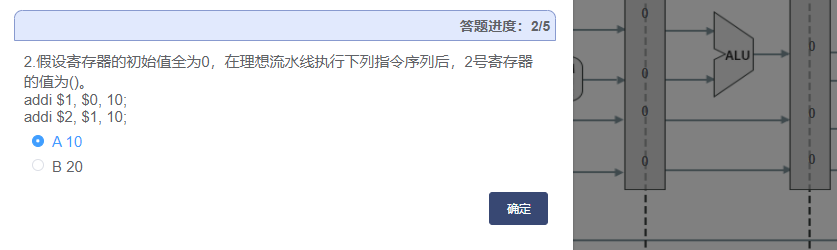 答题进度：2/5
2.假设寄存器的初始值全为0，在理想流水线执行下列指令序列后，2号寄存器
的值为()。
addi $1, $0, 10;
addi $2, $1, 10;
A 10
B 20
确定
0
0
0
0
ALU
0
0
0